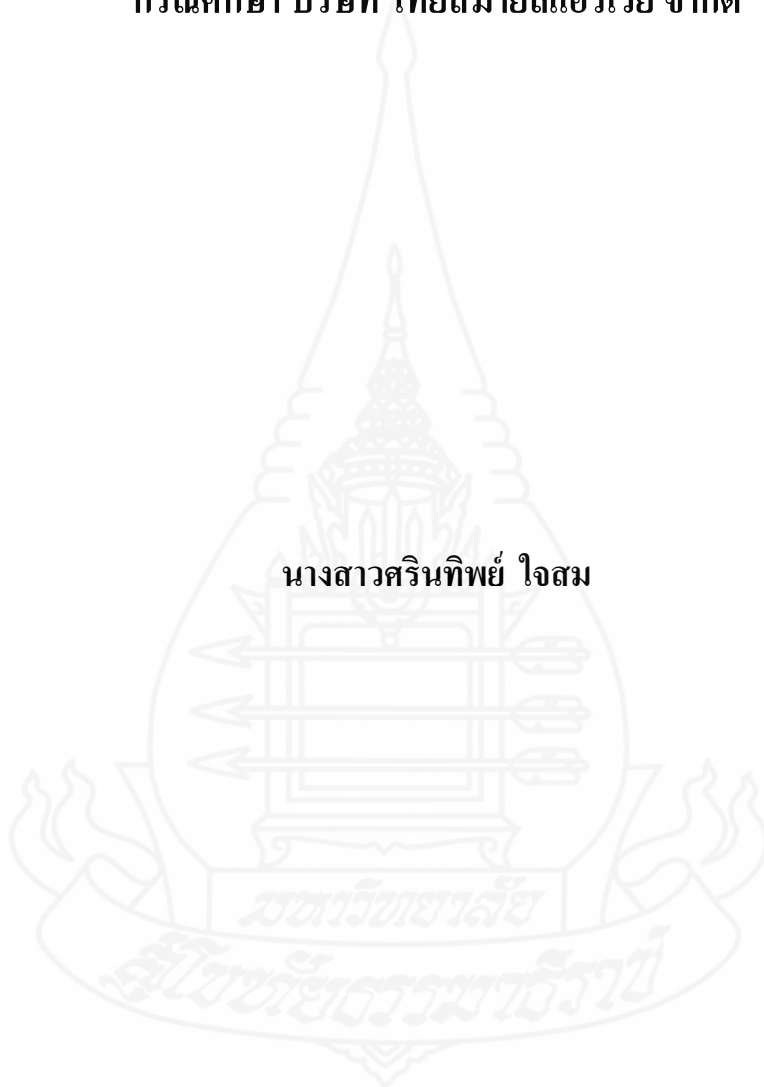 กรณีศึกษา บริษัท ไทยสมายล์แอร์เวย์ จำกัด
นางสาวศรินทิพย์ ใจสม
มหาวิทยาลัย
สุโขทัยธรรมาธิราช